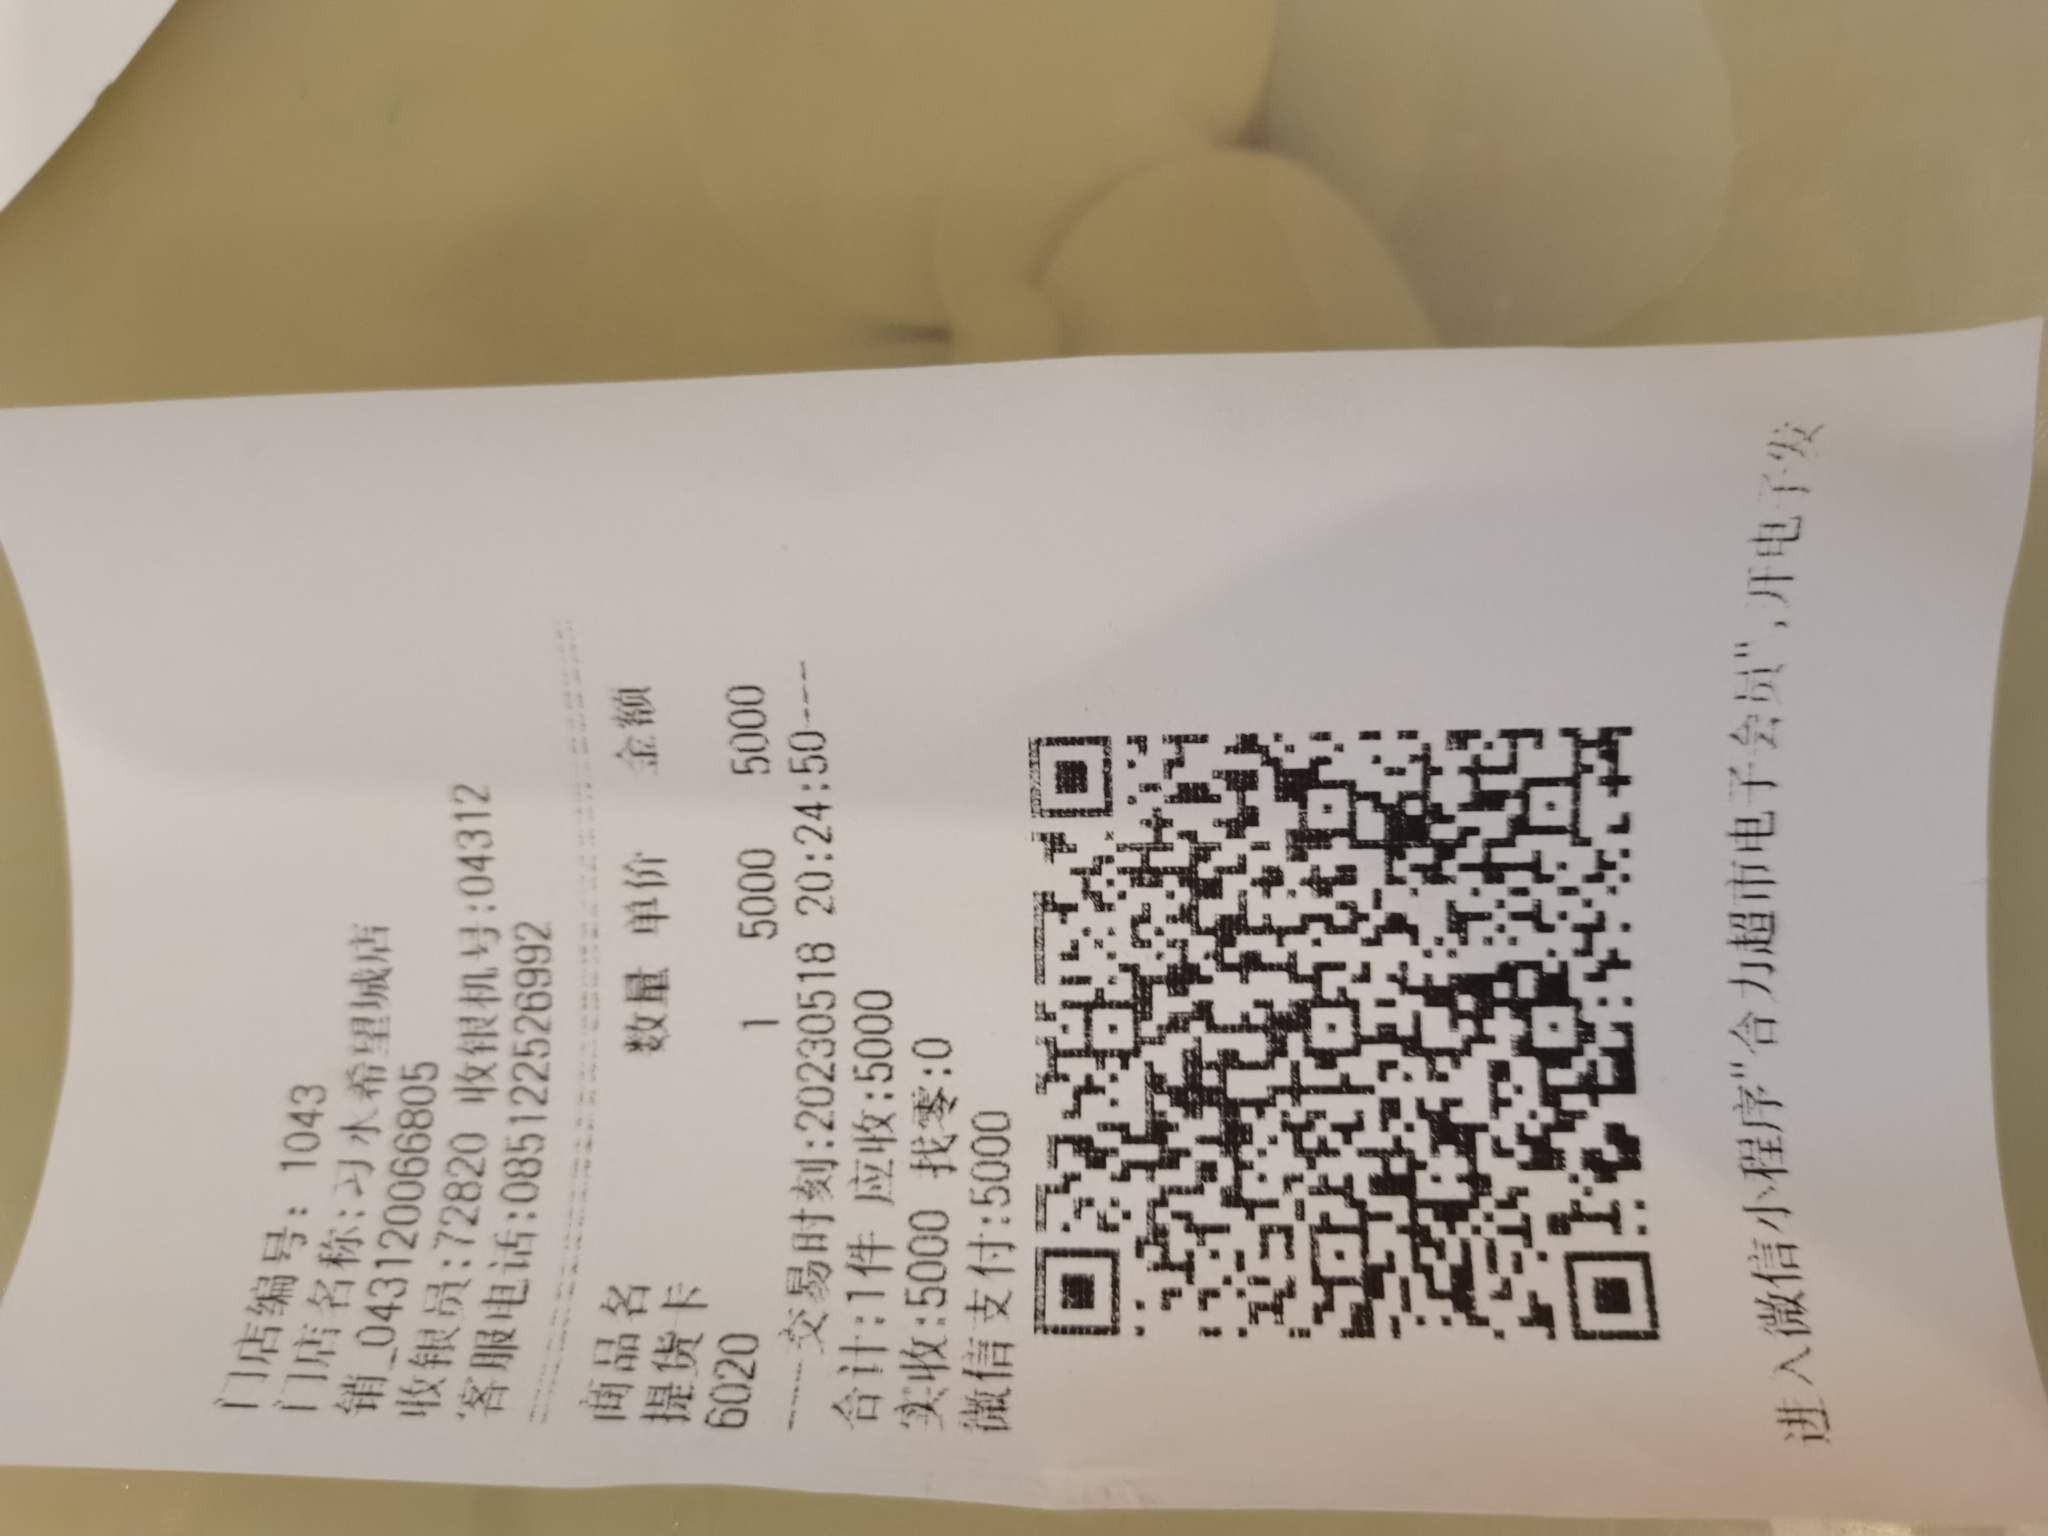 门店编号: 1043
门店名称:习水希望城店
销_04312006​6805
收银员:72820 收银机号:04312
客服电话:085122526992
商品名 数量 单价 金额
提货卡
6020 1 5000 5000
----交易时刻:20230518 20:24:50---
合计:1件 应收:5000
实收:5000 找零:0
微信支付:5000
进入微信小程序"合力超市电子会员",开电子发